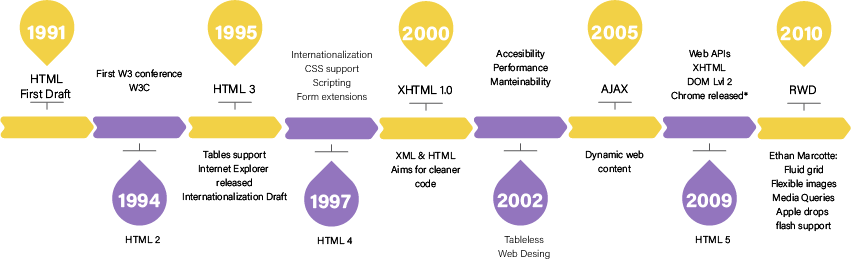 1991
HTML
First Draft
First W3 conference
W3C
1994
HTML 2
1995
HTML 3
Tables support
Internet Explorer
released
Internationalization Draft
Internationalization
CSS support
Scripting
Form extensions
1997
HTML 4
2000
XHTML 1.0
XML & HTML
Aims for cleaner
code
Accesibility
Performance
Manteinability
2002
Tableless
Web Desing
2005
AJAX
Dynamic web
content
Web APIs
XHTML
DOM Lvl 2
Chrome released*
2009
HTML 5
2010
RWD
Ethan Marcotte:
Fluid grid
Flexible images
Media Queries
Apple drops
flash support